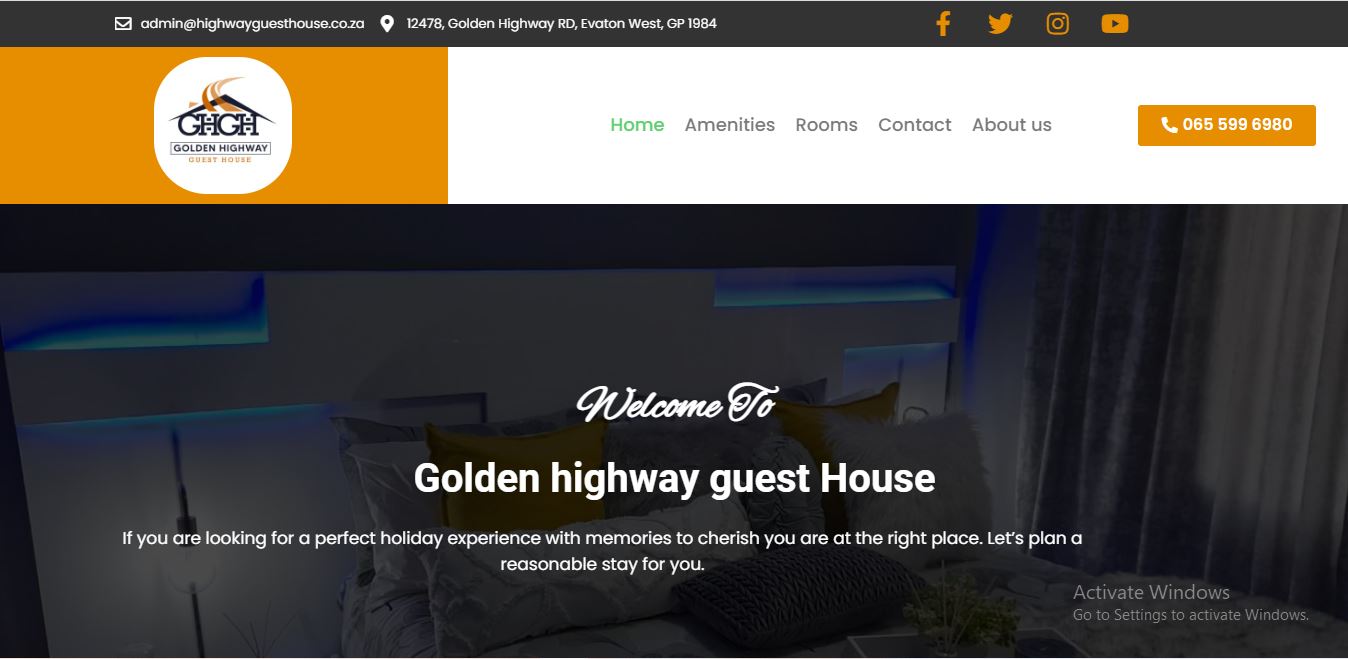 admin@highwayguesthouse.co.za 12478, Golden Highway RD, Evaton West, GP 1984
GHGH
GOLDEN HIGHWAY
GUEST HOUSE
Home Amenities Rooms Contact About us 065 599 6980
Welcome To
Golden highway guest House
If you are looking for a perfect holiday experience with memories to cherish you are at the right place. Let’s plan a
reasonable stay for you.
Activate Windows
Go to Settings to activate Windows.